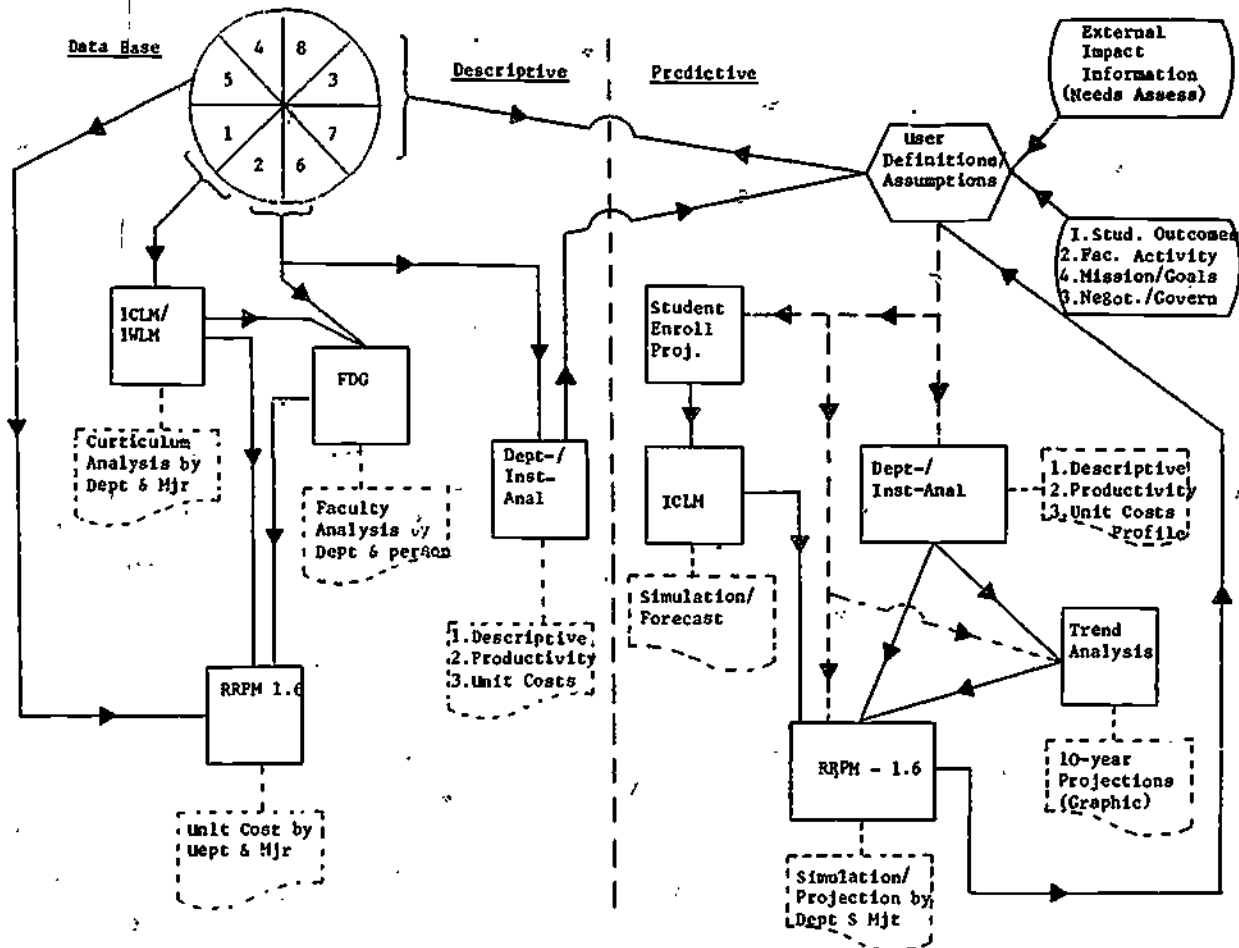 Data Base
4 8
5 3
1 7
2 6
Descriptive
Predictive
External
Impact
Information
(Needs Assess)
User
Definitions/
Assumptions
1.Stud. Outcomes
2.Fac. Activity
4.Mission/Goals
3.Negot./Govern
ICLM/
IWLM
FDG
Student
Enroll
Proj.
Curriculum
Analysis by
Dept & Mjr
Faculty
Analysis by
Dept & person
Dept-/
Inst-
Anal
ICLM
Dept-/
Inst-Anal
1.Descriptive
2.Productivity
3.Unit Costs
Profile
Simulation/
Forecast
Trend
Analysis
1.Descriptive
2.Productivity
3.Unit Costs
RRPM 1.6
RRPM - 1.6
10-year
Projections
(Graphic)
Unit Cost by
Dept & Mjr
Simulation/
Projection by
Dept & Mjr